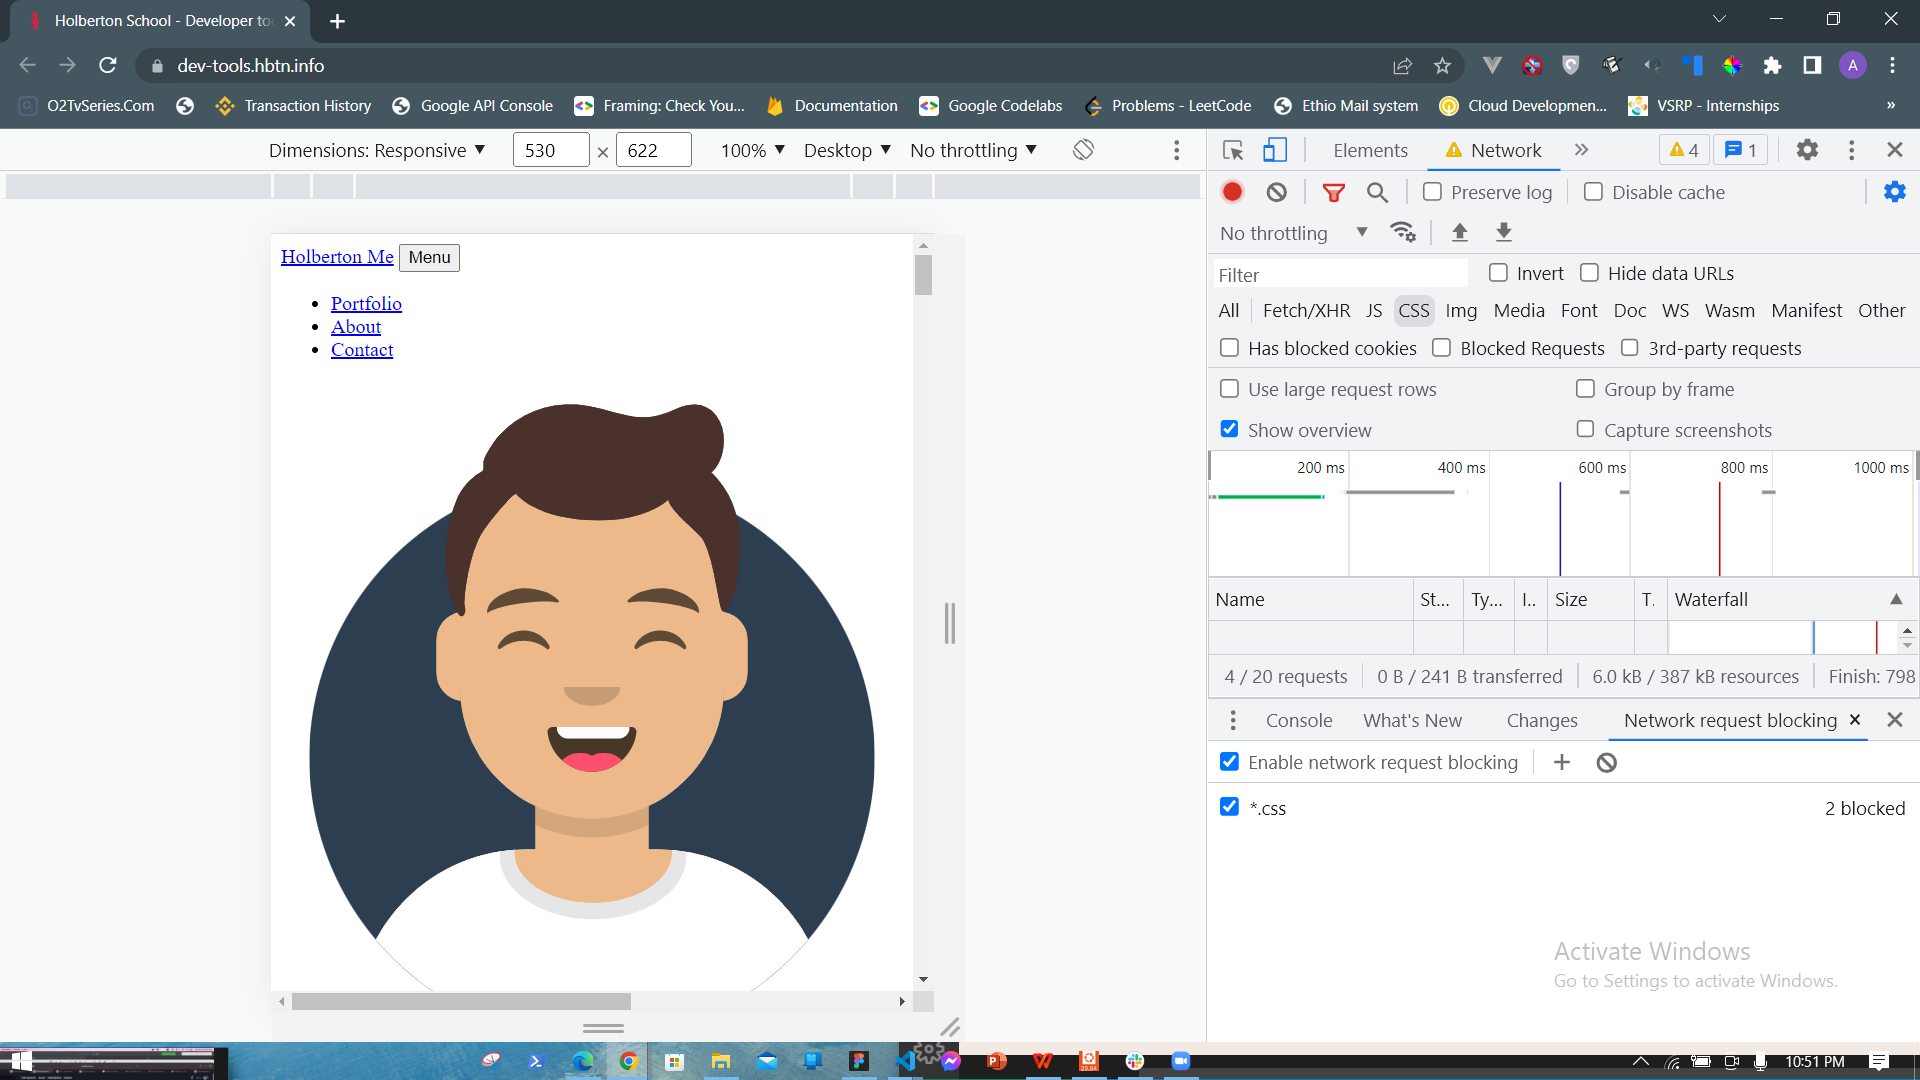 Holberton School - Developer to
dev-tools.hbtn.info
A
O2TvSeries.Com
Transaction History
Google API Console
Framing: Check You...
Documentation
Google Codelabs
Problems - LeetCode
Ethio Mail system
Cloud Developmen...
VSRP - Internships
»
Dimensions: Responsive
530 × 622
100%
Desktop
No throttling
Elements
Network
4
1
Preserve log
Disable cache
No throttling
Filter
Invert
Hide data URLs
All Fetch/XHR JS CSS Img Media Font Doc WS Wasm Manifest Other
Has blocked cookies
Blocked Requests
3rd-party requests
Use large request rows
Group by frame
Show overview
Capture screenshots
200 ms 400 ms 600 ms 800 ms 1000 ms
Name St... Ty... I.. Size T. Waterfall
4 / 20 requests 0 B / 241 B transferred 6.0 kB / 387 kB resources Finish: 798
Console What's New Changes Network request blocking
Enable network request blocking
*.css 2 blocked
Holberton Me Menu
Portfolio
About
Contact
Activate Windows
Go to Settings to activate Windows.
20.04
10:51 PM